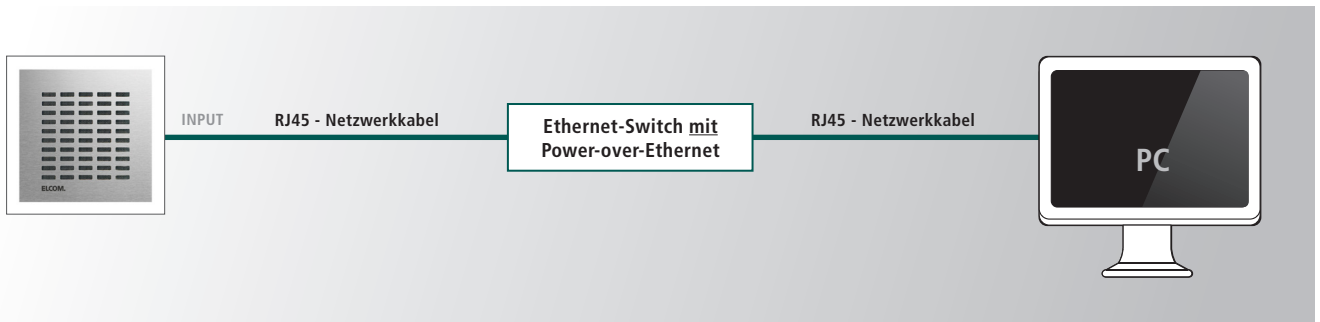 INPUT
RJ45 - Netzwerkkabel
Ethernet-Switch mit
Power-over-Ethernet
RJ45 - Netzwerkkabel
PC
ELCOM.